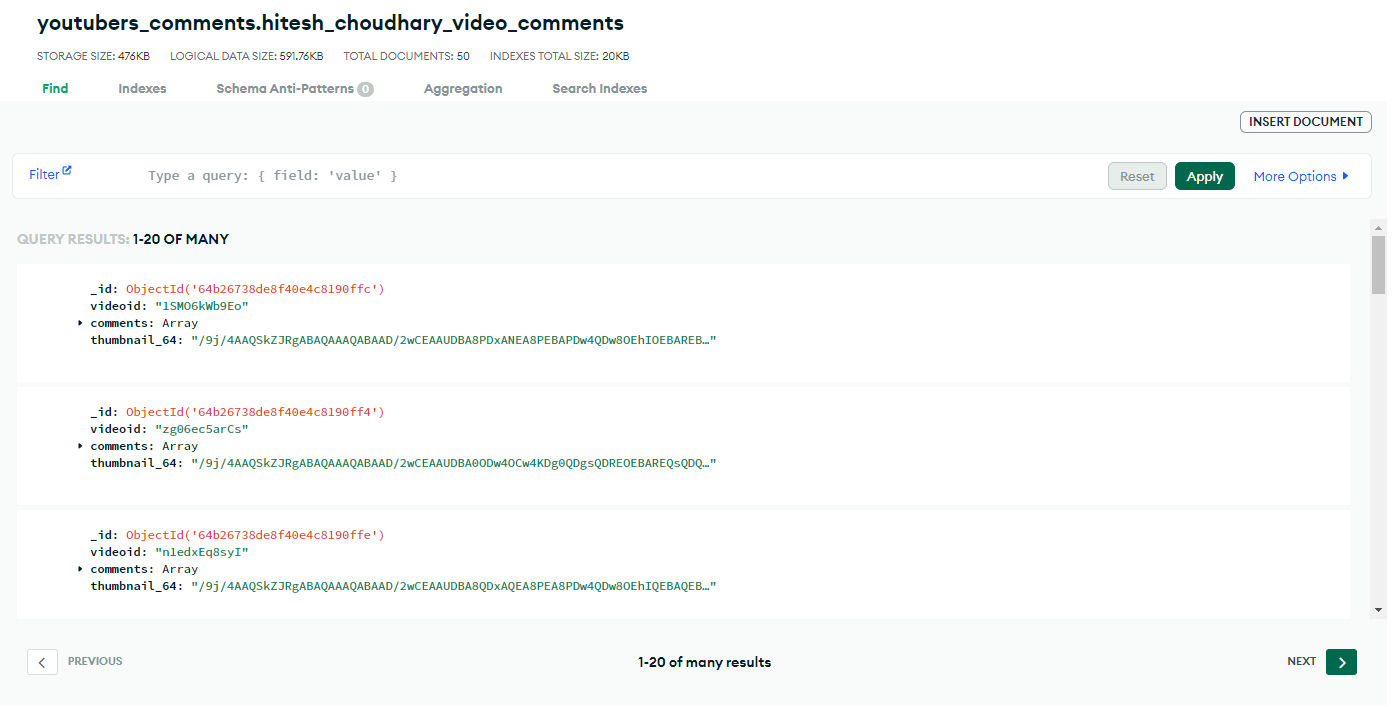 youtubers_comments.hitesh_choudhary_video_comments
STORAGE SIZE: 476KB LOGICAL DATA SIZE: 591.76KB TOTAL DOCUMENTS: 50 INDEXES TOTAL SIZE: 20KB
Find Indexes Schema Anti-Patterns 0 Aggregation Search Indexes
INSERT DOCUMENT
Filter Type a query: { field: 'value' } Reset Apply More Options
QUERY RESULTS: 1-20 OF MANY
_id: ObjectId('64b26738de8f40e4c8190ffc')
videoid: "1SMO6kWb9Eo"
comments: Array
thumbnail_64: "/9j/4AAQSkZJRgABAQAAAQABAAD/2wCEAAUDBA8PDxANEA8PEBAPDw4QDw8OEhIOEBAREB…"
_id: ObjectId('64b26738de8f40e4c8190ff4')
videoid: "zg06ec5arCs"
comments: Array
thumbnail_64: "/9j/4AAQSkZJRgABAQAAAQABAAD/2wCEAAUDBA0ODw4OCw4KDg0QDgsQDREOEBAREQsQDQ…"
_id: ObjectId('64b26738de8f40e4c8190ffe')
videoid: "n1edxEq8syI"
comments: Array
thumbnail_64: "/9j/4AAQSkZJRgABAQAAAQABAAD/2wCEAAUDBA8QDxAQEA8PEA8PDw4QDw8OEhIQEBAQEB…"
PREVIOUS 1-20 of many results NEXT